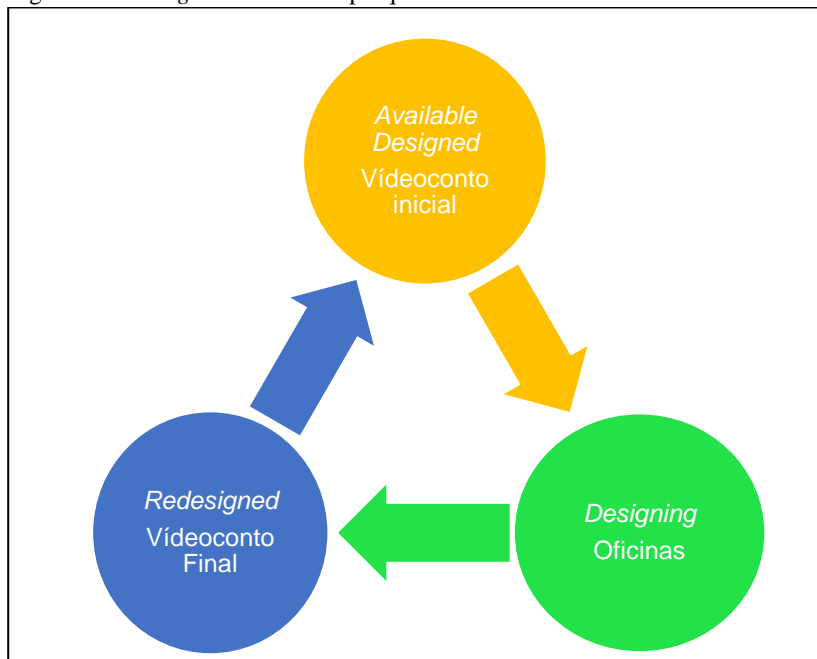 Available
Designed
Vídeoconto
inicial
Designing
Oficinas
Redesigned
Vídeoconto
Final